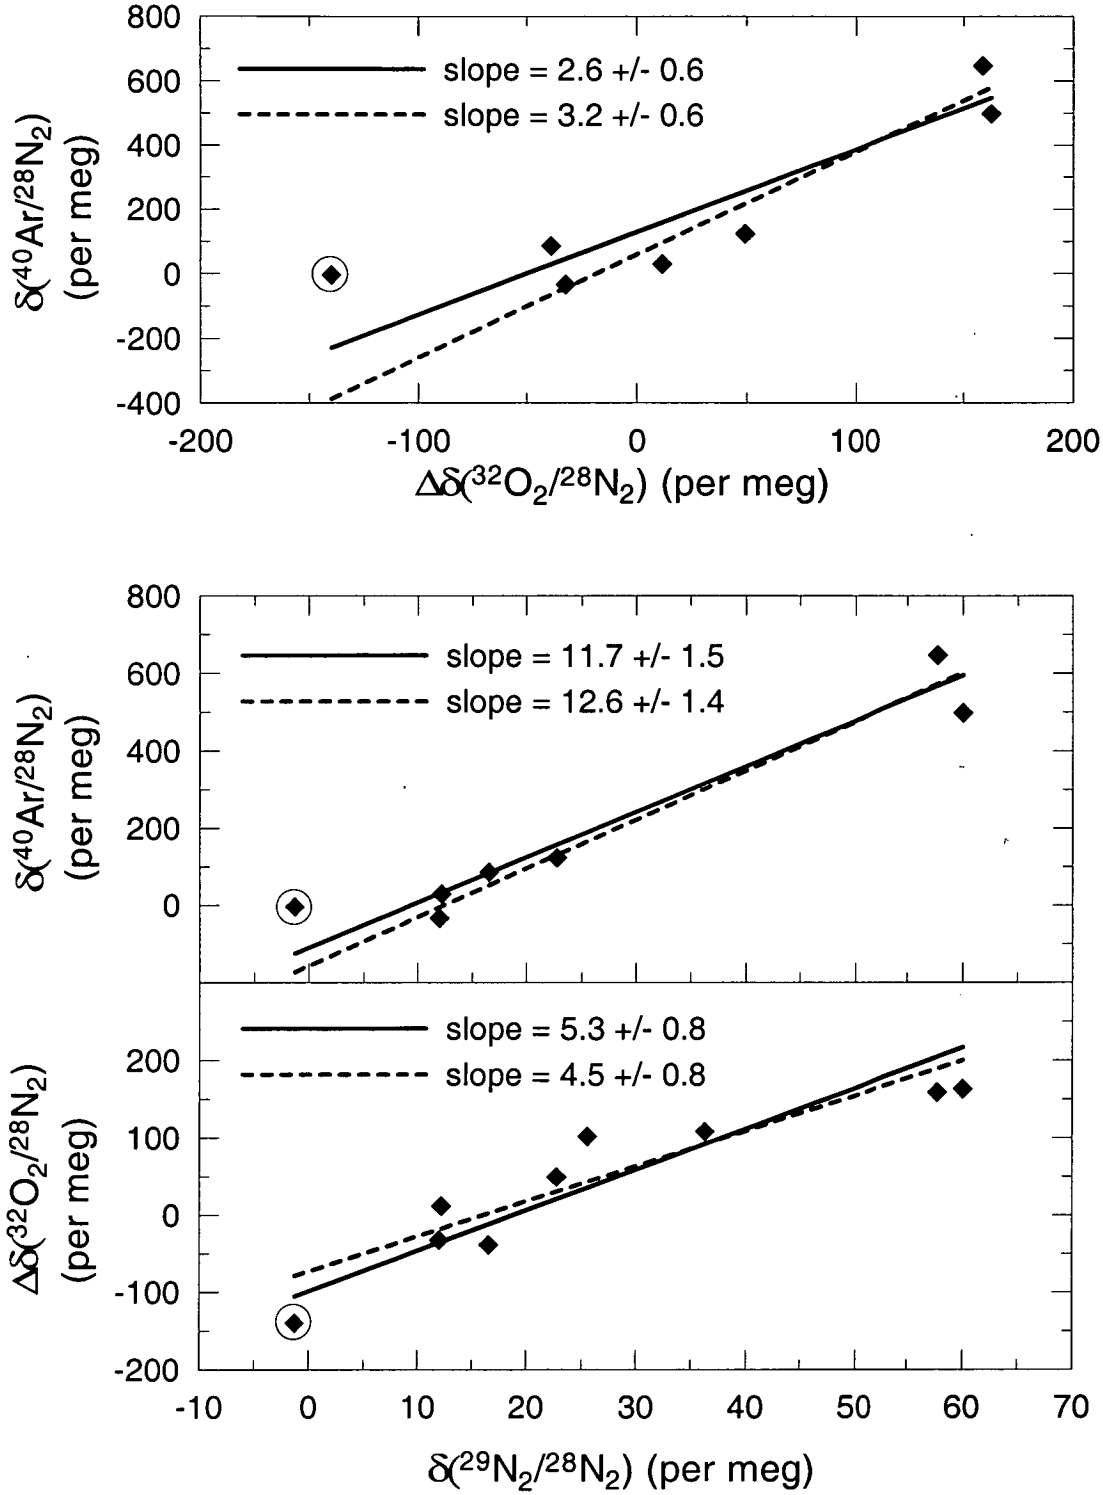 800
600
400
200
0
-200
-400
δ(⁴⁰Ar/²⁸N₂)
(per meg)
slope = 2.6 +/- 0.6
slope = 3.2 +/- 0.6
-200 -100 0 100 200
Δδ(³²O₂/²⁸N₂) (per meg)
800
600
400
200
0
δ(⁴⁰Ar/²⁸N₂)
(per meg)
slope = 11.7 +/- 1.5
slope = 12.6 +/- 1.4
200
100
0
-100
-200
Δδ(³²O₂/²⁸N₂)
(per meg)
slope = 5.3 +/- 0.8
slope = 4.5 +/- 0.8
-10 0 10 20 30 40 50 60 70
δ(²⁹N₂/²⁸N₂) (per meg)